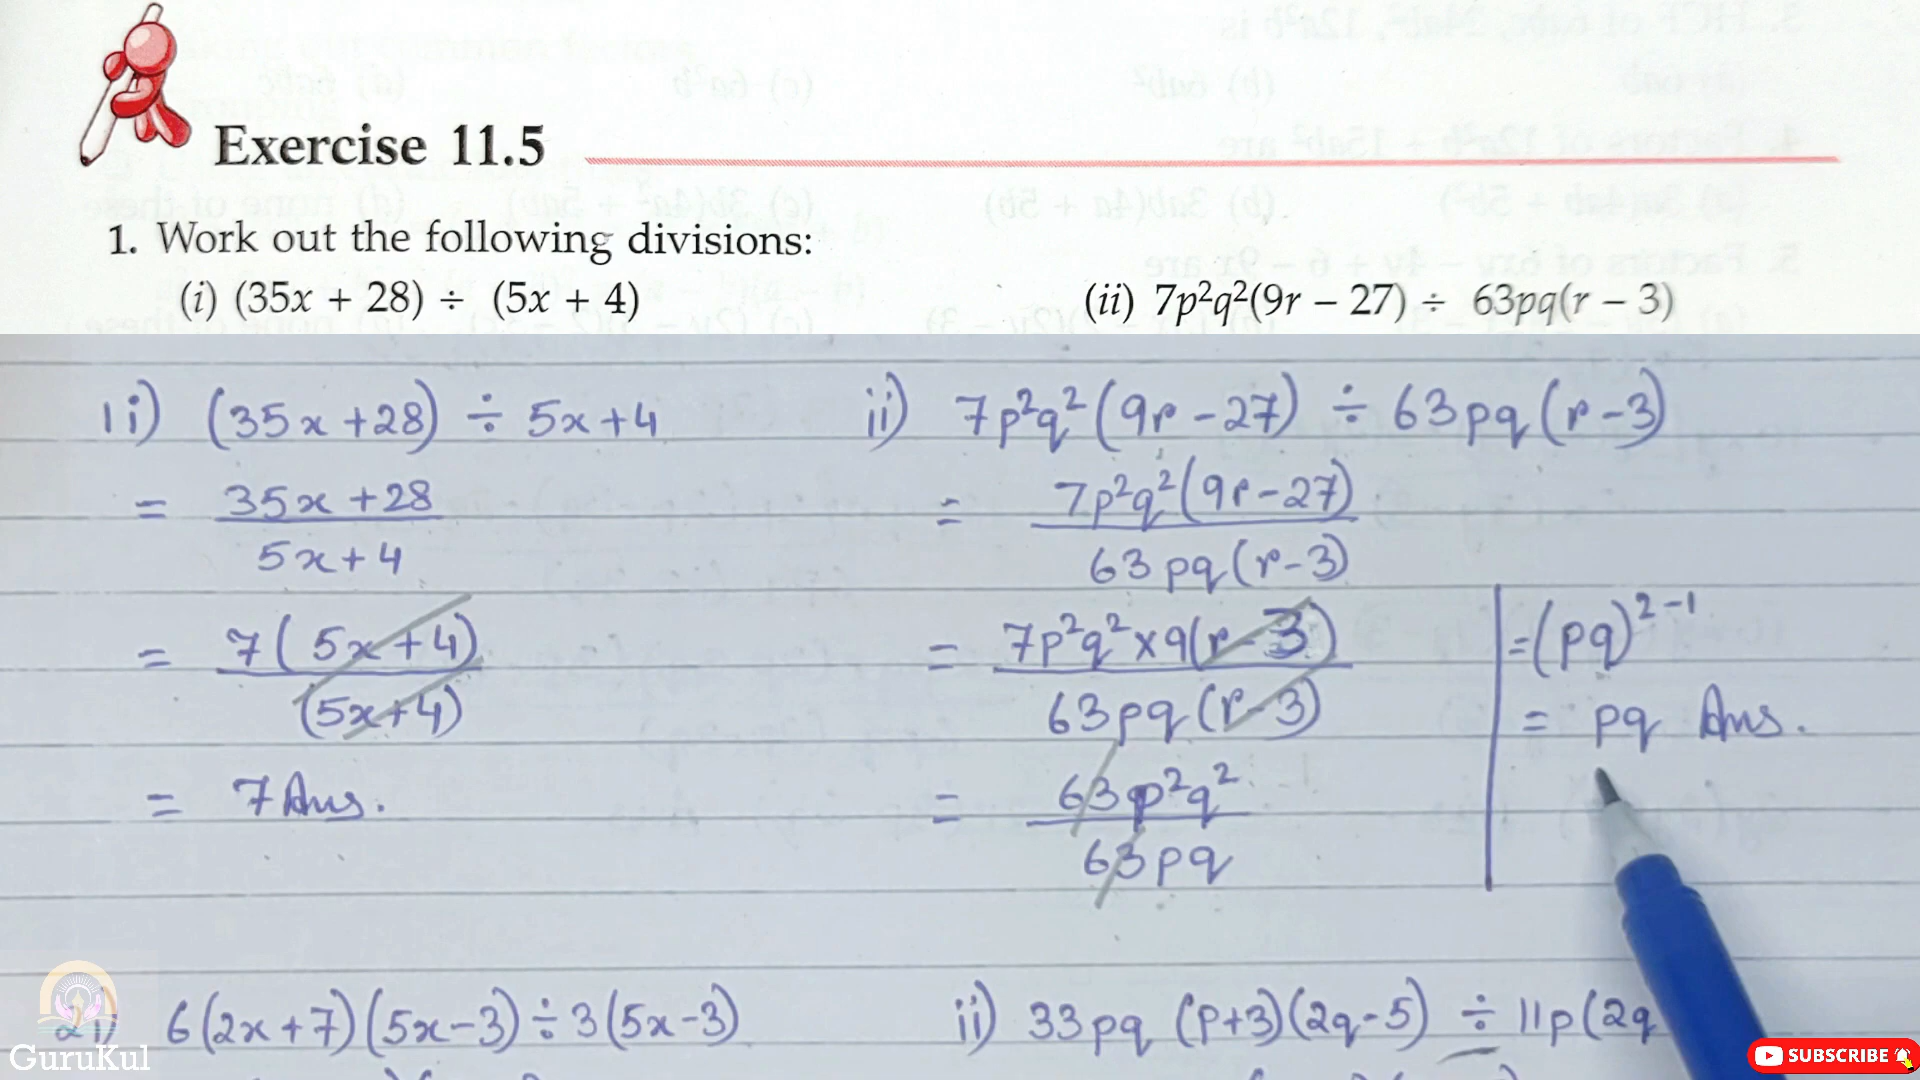 Exercise 11.5
1. Work out the following divisions:
(i) (35x + 28) ÷ (5x + 4)
(ii) 7p²q²(9r – 27) ÷ 63pq(r – 3)
1i) (35x+28) ÷ 5x+4
= 35x+28
5x+4
= 7(5x+4)
(5x+4)
= 7 Ans.
ii) 7p²q²(9r-27) ÷ 63pq(r-3)
= 7p²q²(9r-27)
63pq(r-3)
= 7p²q²×9(r-3)
63pq(r-3)
= 63p²q²
63pq
=(pq)²⁻¹
= pq Ans.
2i) 6(2x+7)(5x-3)÷3(5x-3)
ii) 33pq (p+3)(2q-5) ÷ 11p(2q
GuruKul
SUBSCRIBE